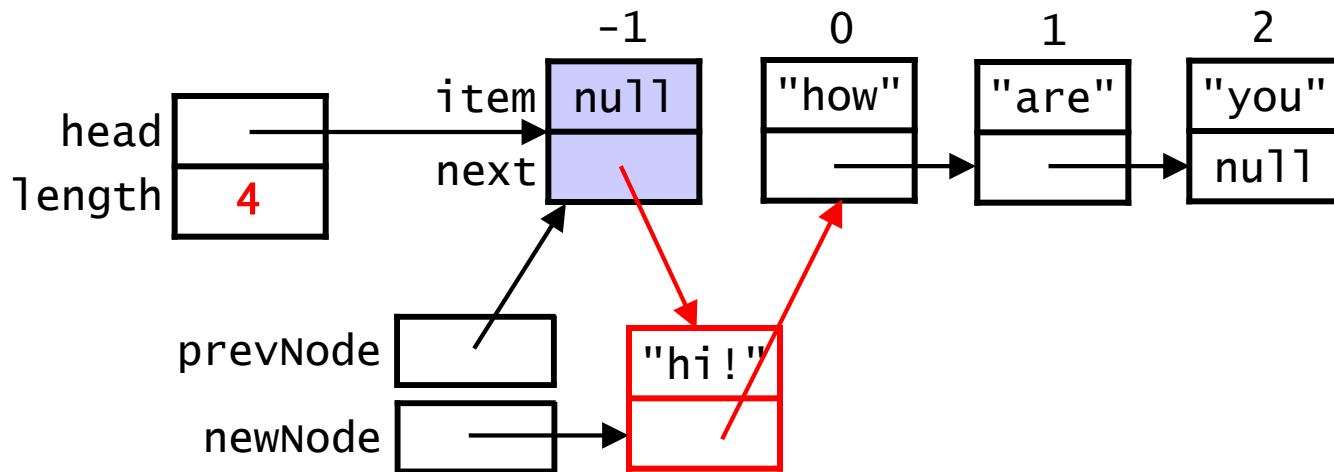 -1 0 1 2
item null "how" "are" "you"
head
next null
length 4
prevNode "hi!"
newNode